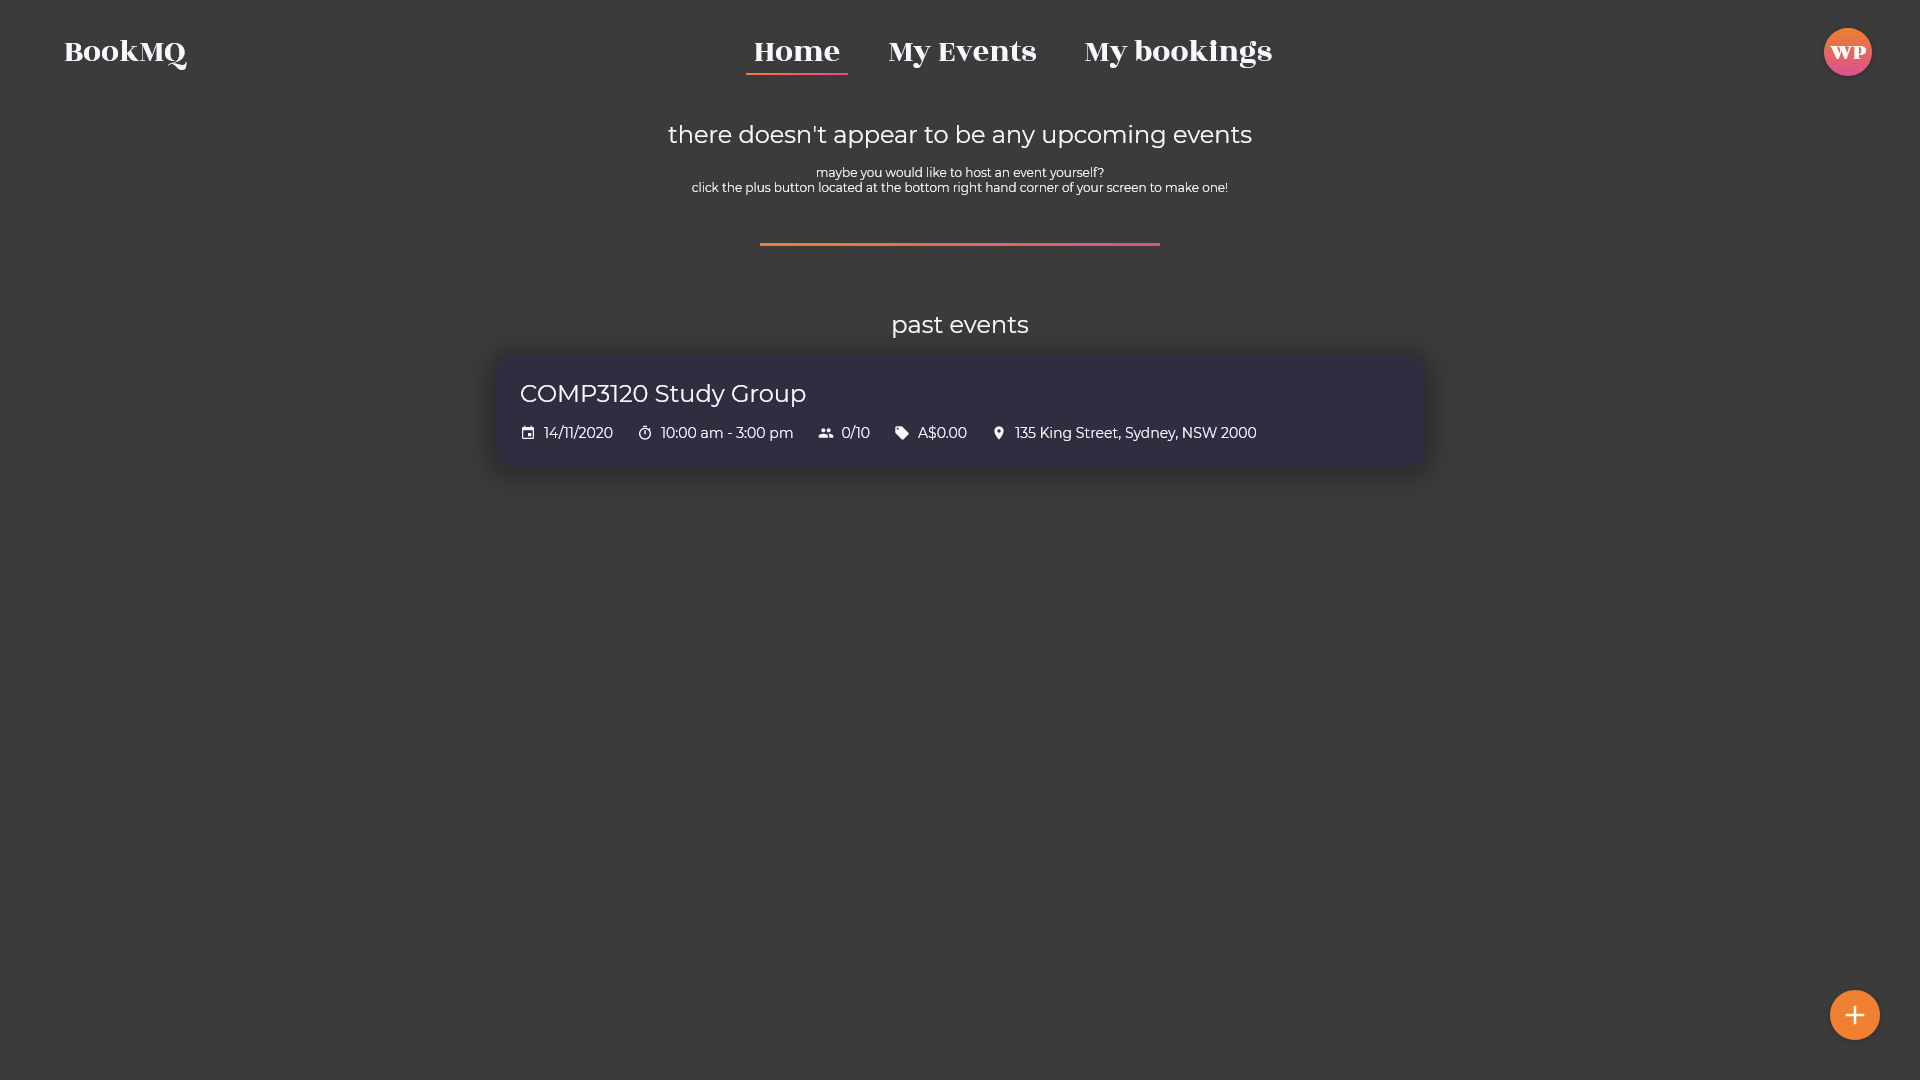 BookMQ
Home
My Events
My bookings
WP
there doesn't appear to be any upcoming events
maybe you would like to host an event yourself?
click the plus button located at the bottom right hand corner of your screen to make one!
past events
COMP3120 Study Group
14/11/2020
10:00 am - 3:00 pm
0/10
A$0.00
135 King Street, Sydney, NSW 2000